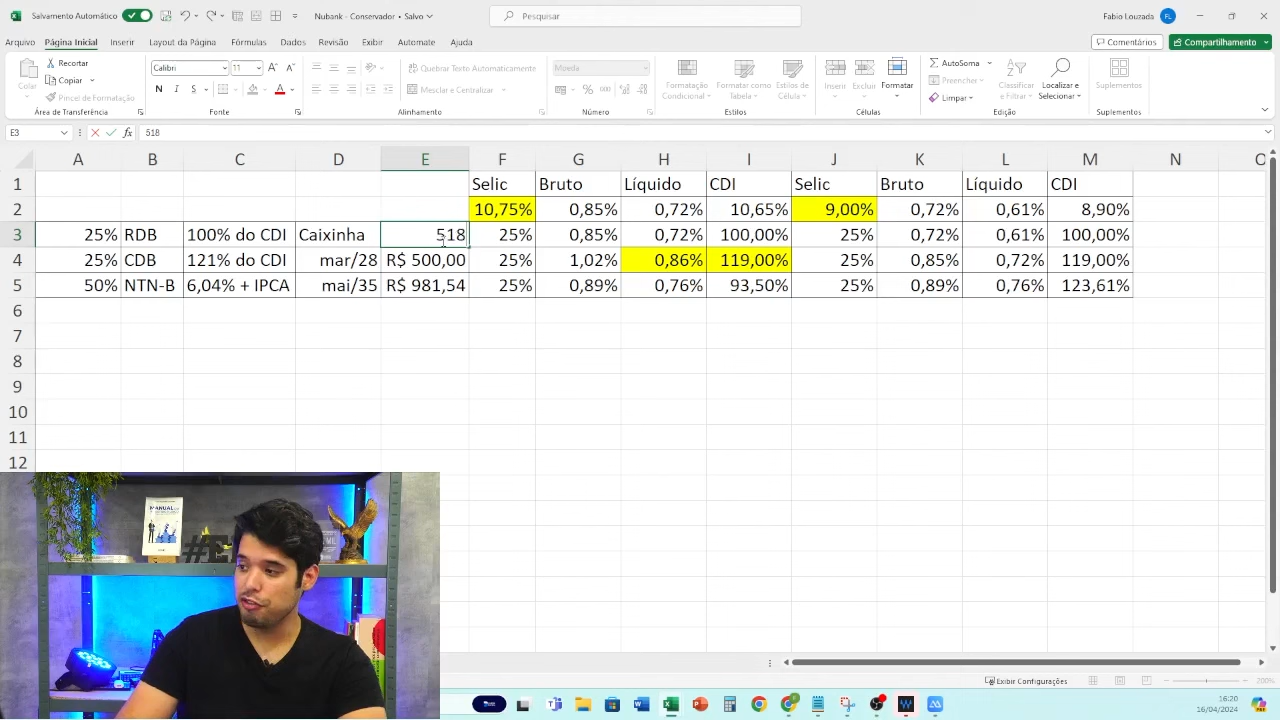 Salvamento Automático
Nubank - Conservador • Salvo
Pesquisar
Fabio Louzada FL
Arquivo Página Inicial Inserir Layout da Página Fórmulas Dados Revisão Exibir Automate Ajuda
Comentários Compartilhamento
Colar
Recortar
Copiar
Pincel de Formatação
Área de Transferência
Calibri 11
N I S
Fonte
Quebrar Texto Automaticamente
Mesclar e Centralizar
Alinhamento
Moeda
Número
Formatação Condicional
Formatar como Tabela
Estilos de Célula
Estilos
Inserir Excluir Formatar
Células
AutoSoma
Preencher
Limpar
Classificar e Filtrar
Localizar e Selecionar
Edição
Suplementos
Suplementos
E3 fx 518
A B C D E F G H I J K L M N O
1 Selic Bruto Líquido CDI Selic Bruto Líquido CDI
2 10,75% 0,85% 0,72% 10,65% 9,00% 0,72% 0,61% 8,90%
3 25% RDB 100% do CDI Caixinha 518 25% 0,85% 0,72% 100,00% 25% 0,72% 0,61% 100,00%
4 25% CDB 121% do CDI mar/28 R$ 500,00 25% 1,02% 0,86% 119,00% 25% 0,85% 0,72% 119,00%
5 50% NTN-B 6,04% + IPCA mai/35 R$ 981,54 25% 0,89% 0,76% 93,50% 25% 0,89% 0,76% 123,61%
6
7
8
9
10
11
12
MANUAL
Exibir Configurações
200%
16:20
16/04/2024